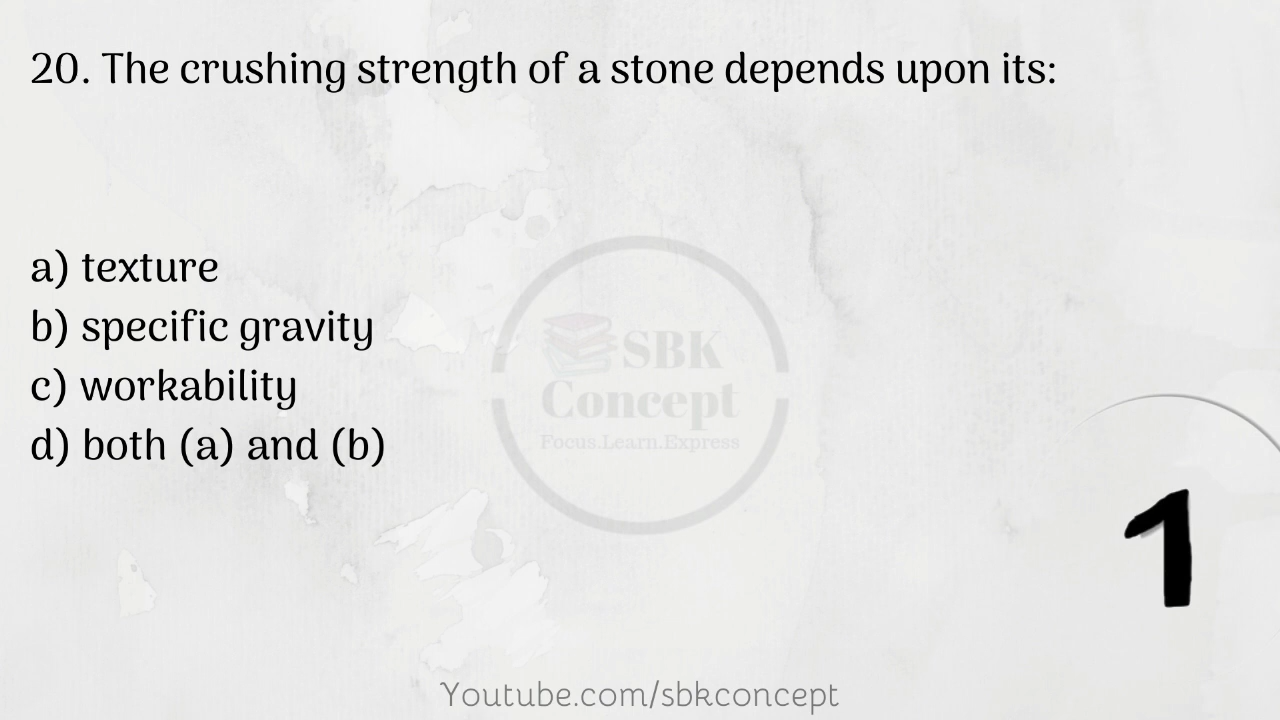 20. The crushing strength of a stone depends upon its:
a) texture
b) specific gravity
c) workability
d) both (a) and (b)
SBK
Concept
Focus.Learn.Express
1
Youtube.com/sbkconcept